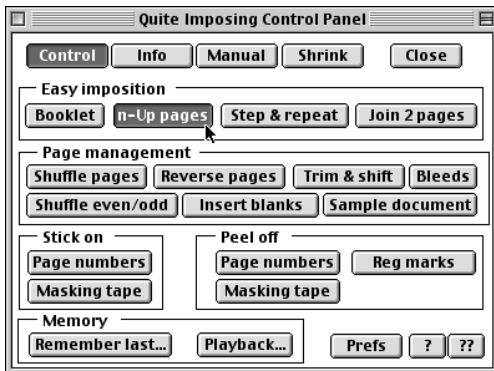 Quite Imposing Control Panel
Control Info Manual Shrink Close
Easy imposition
Booklet n-Up pages Step & repeat Join 2 pages
Page management
Shuffle pages Reverse pages Trim & shift Bleeds
Shuffle even/odd Insert blanks Sample document
Stick on Peel off
Page numbers Page numbers Reg marks
Masking tape Masking tape
Memory
Remember last... Playback... Prefs ? ??